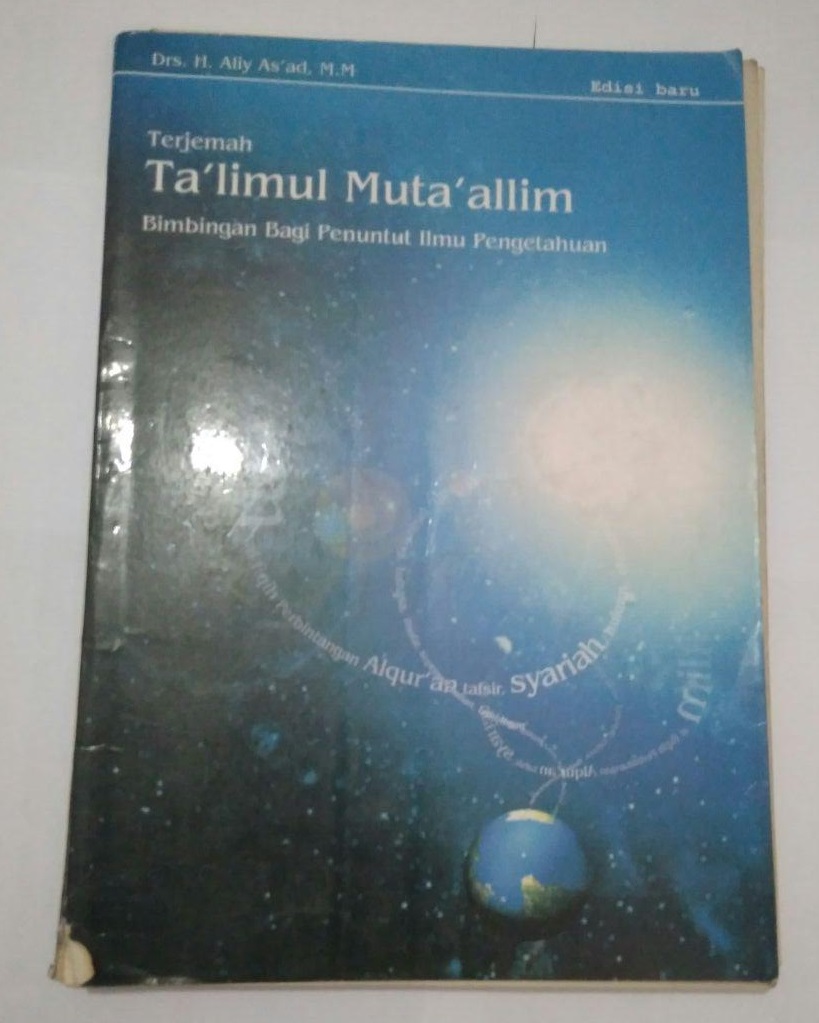 Drs. H. Aliy As'ad, M.M
Edisi baru
Terjemah
Ta'limul Muta'allim
Bimbingan Bagi Penuntut Ilmu Pengetahuan
Perbintangan Alqur'an tafsir. syariah